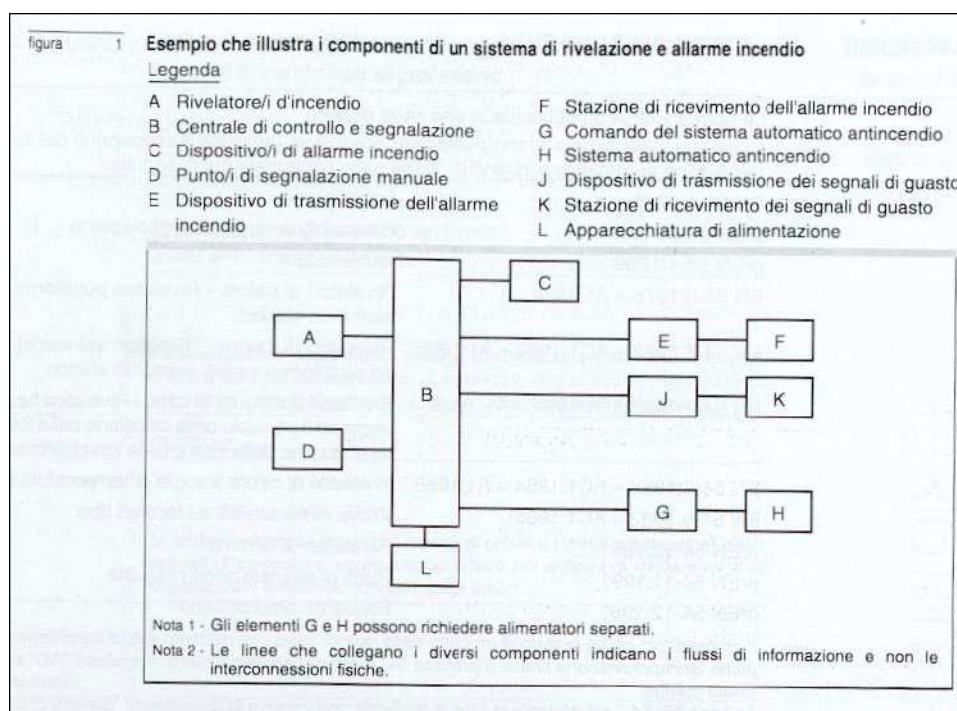 figura 1 Esempio che illustra i componenti di un sistema di rivelazione e allarme incendio
Legenda
A Rivelatore/i d'incendio
B Centrale di controllo e segnalazione
C Dispositivo/i di allarme incendio
D Punto/i di segnalazione manuale
E Dispositivo di trasmissione dell'allarme
incendio
F Stazione di ricevimento dell'allarme incendio
G Comando del sistema automatico antincendio
H Sistema automatico antincendio
J Dispositivo di trasmissione dei segnali di guasto
K Stazione di ricevimento dei segnali di guasto
L Apparecchiatura di alimentazione
C
A
E
F
B
J
K
D
G
H
L
Nota 1 - Gli elementi G e H possono richiedere alimentatori separati.
Nota 2 - Le linee che collegano i diversi componenti indicano i flussi di informazione e non le
interconnessioni fisiche.